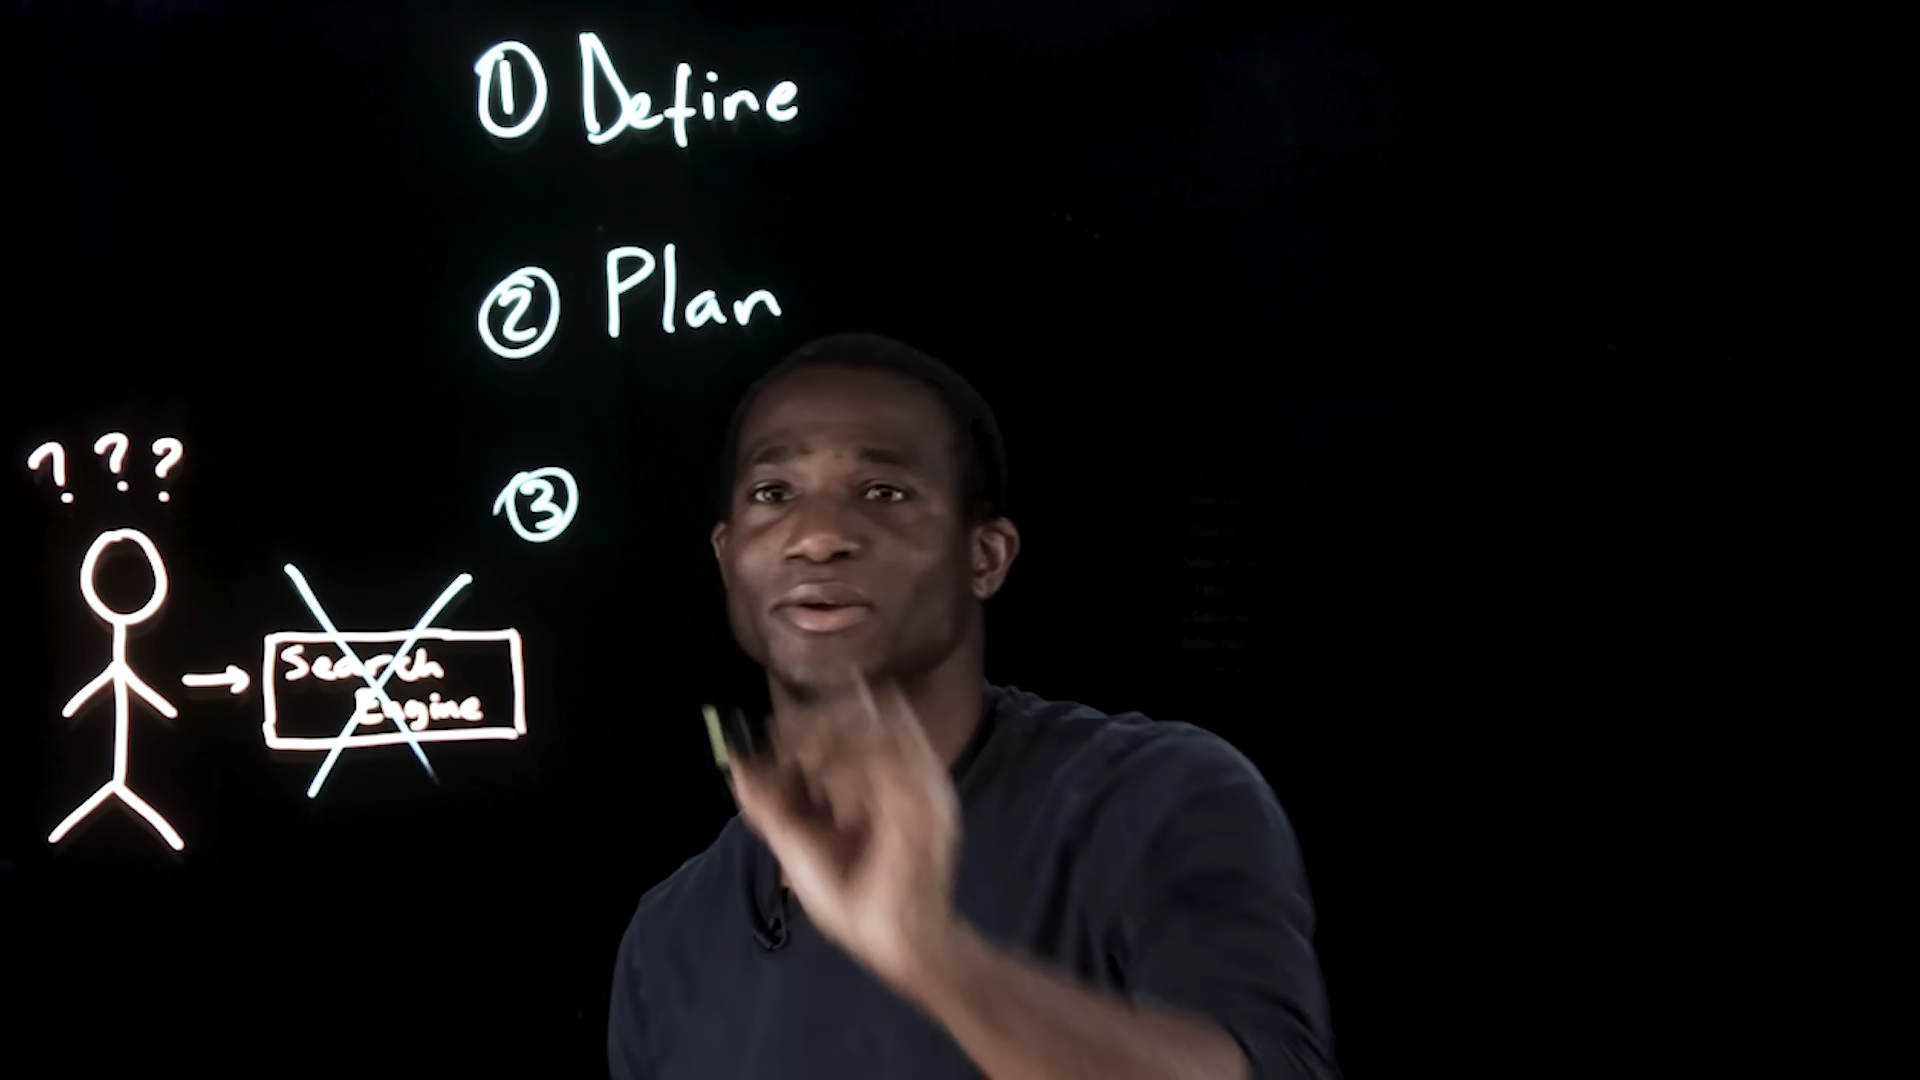 ① Define
② Plan
③
? ? ?
Search
Engine